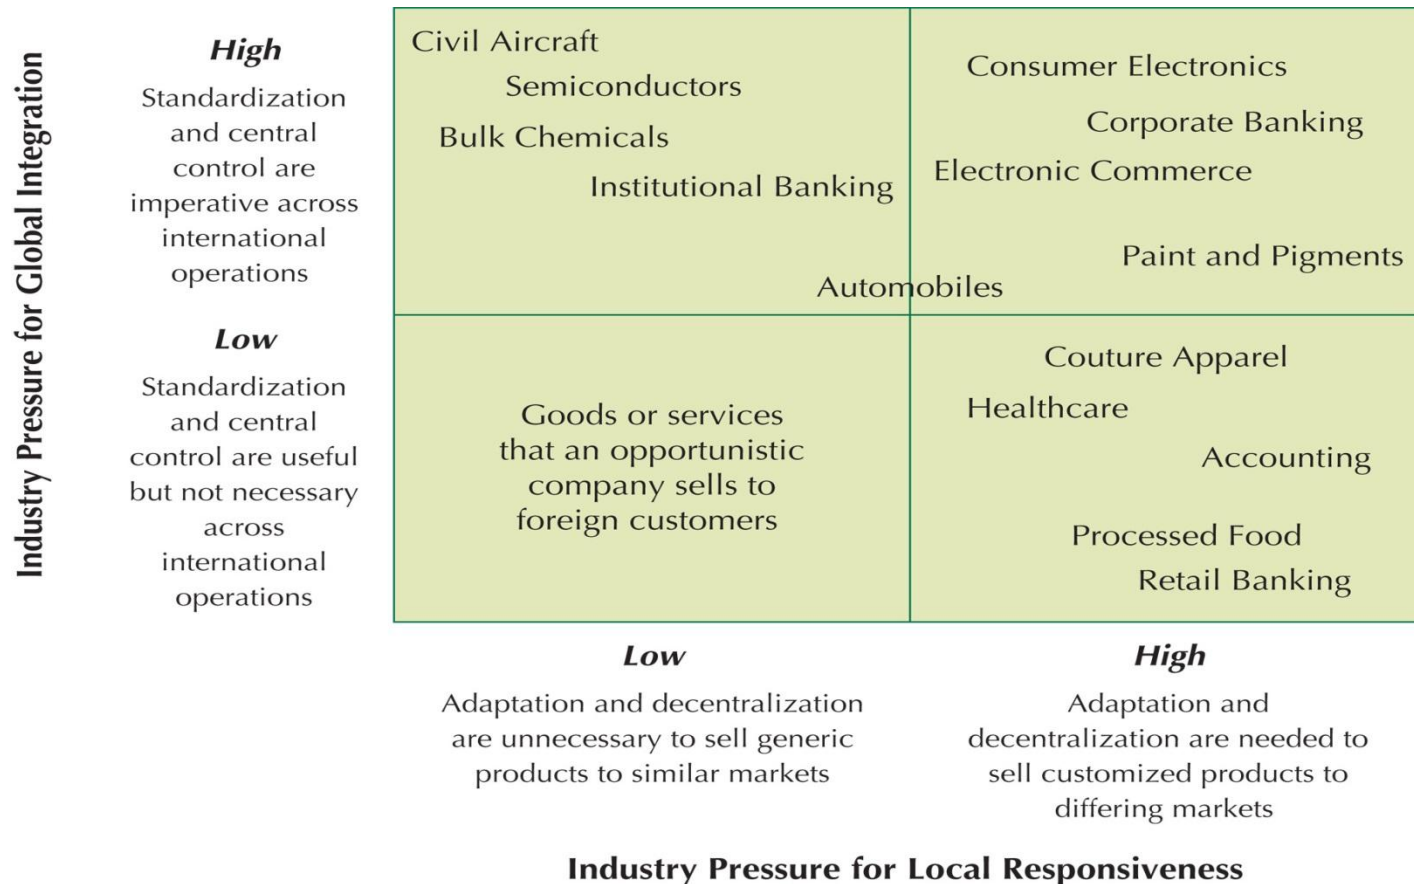 Industry Pressure for Global Integration
High
Standardization
and central
control are
imperative across
international
operations
Low
Standardization
and central
control are useful
but not necessary
across
international
operations
Civil Aircraft
Semiconductors
Bulk Chemicals
Institutional Banking
Consumer Electronics
Corporate Banking
Electronic Commerce
Paint and Pigments
Automobiles
Goods or services
that an opportunistic
company sells to
foreign customers
Couture Apparel
Healthcare
Accounting
Processed Food
Retail Banking
Low
Adaptation and decentralization
are unnecessary to sell generic
products to similar markets
High
Adaptation and
decentralization are needed to
sell customized products to
differing markets
Industry Pressure for Local Responsiveness